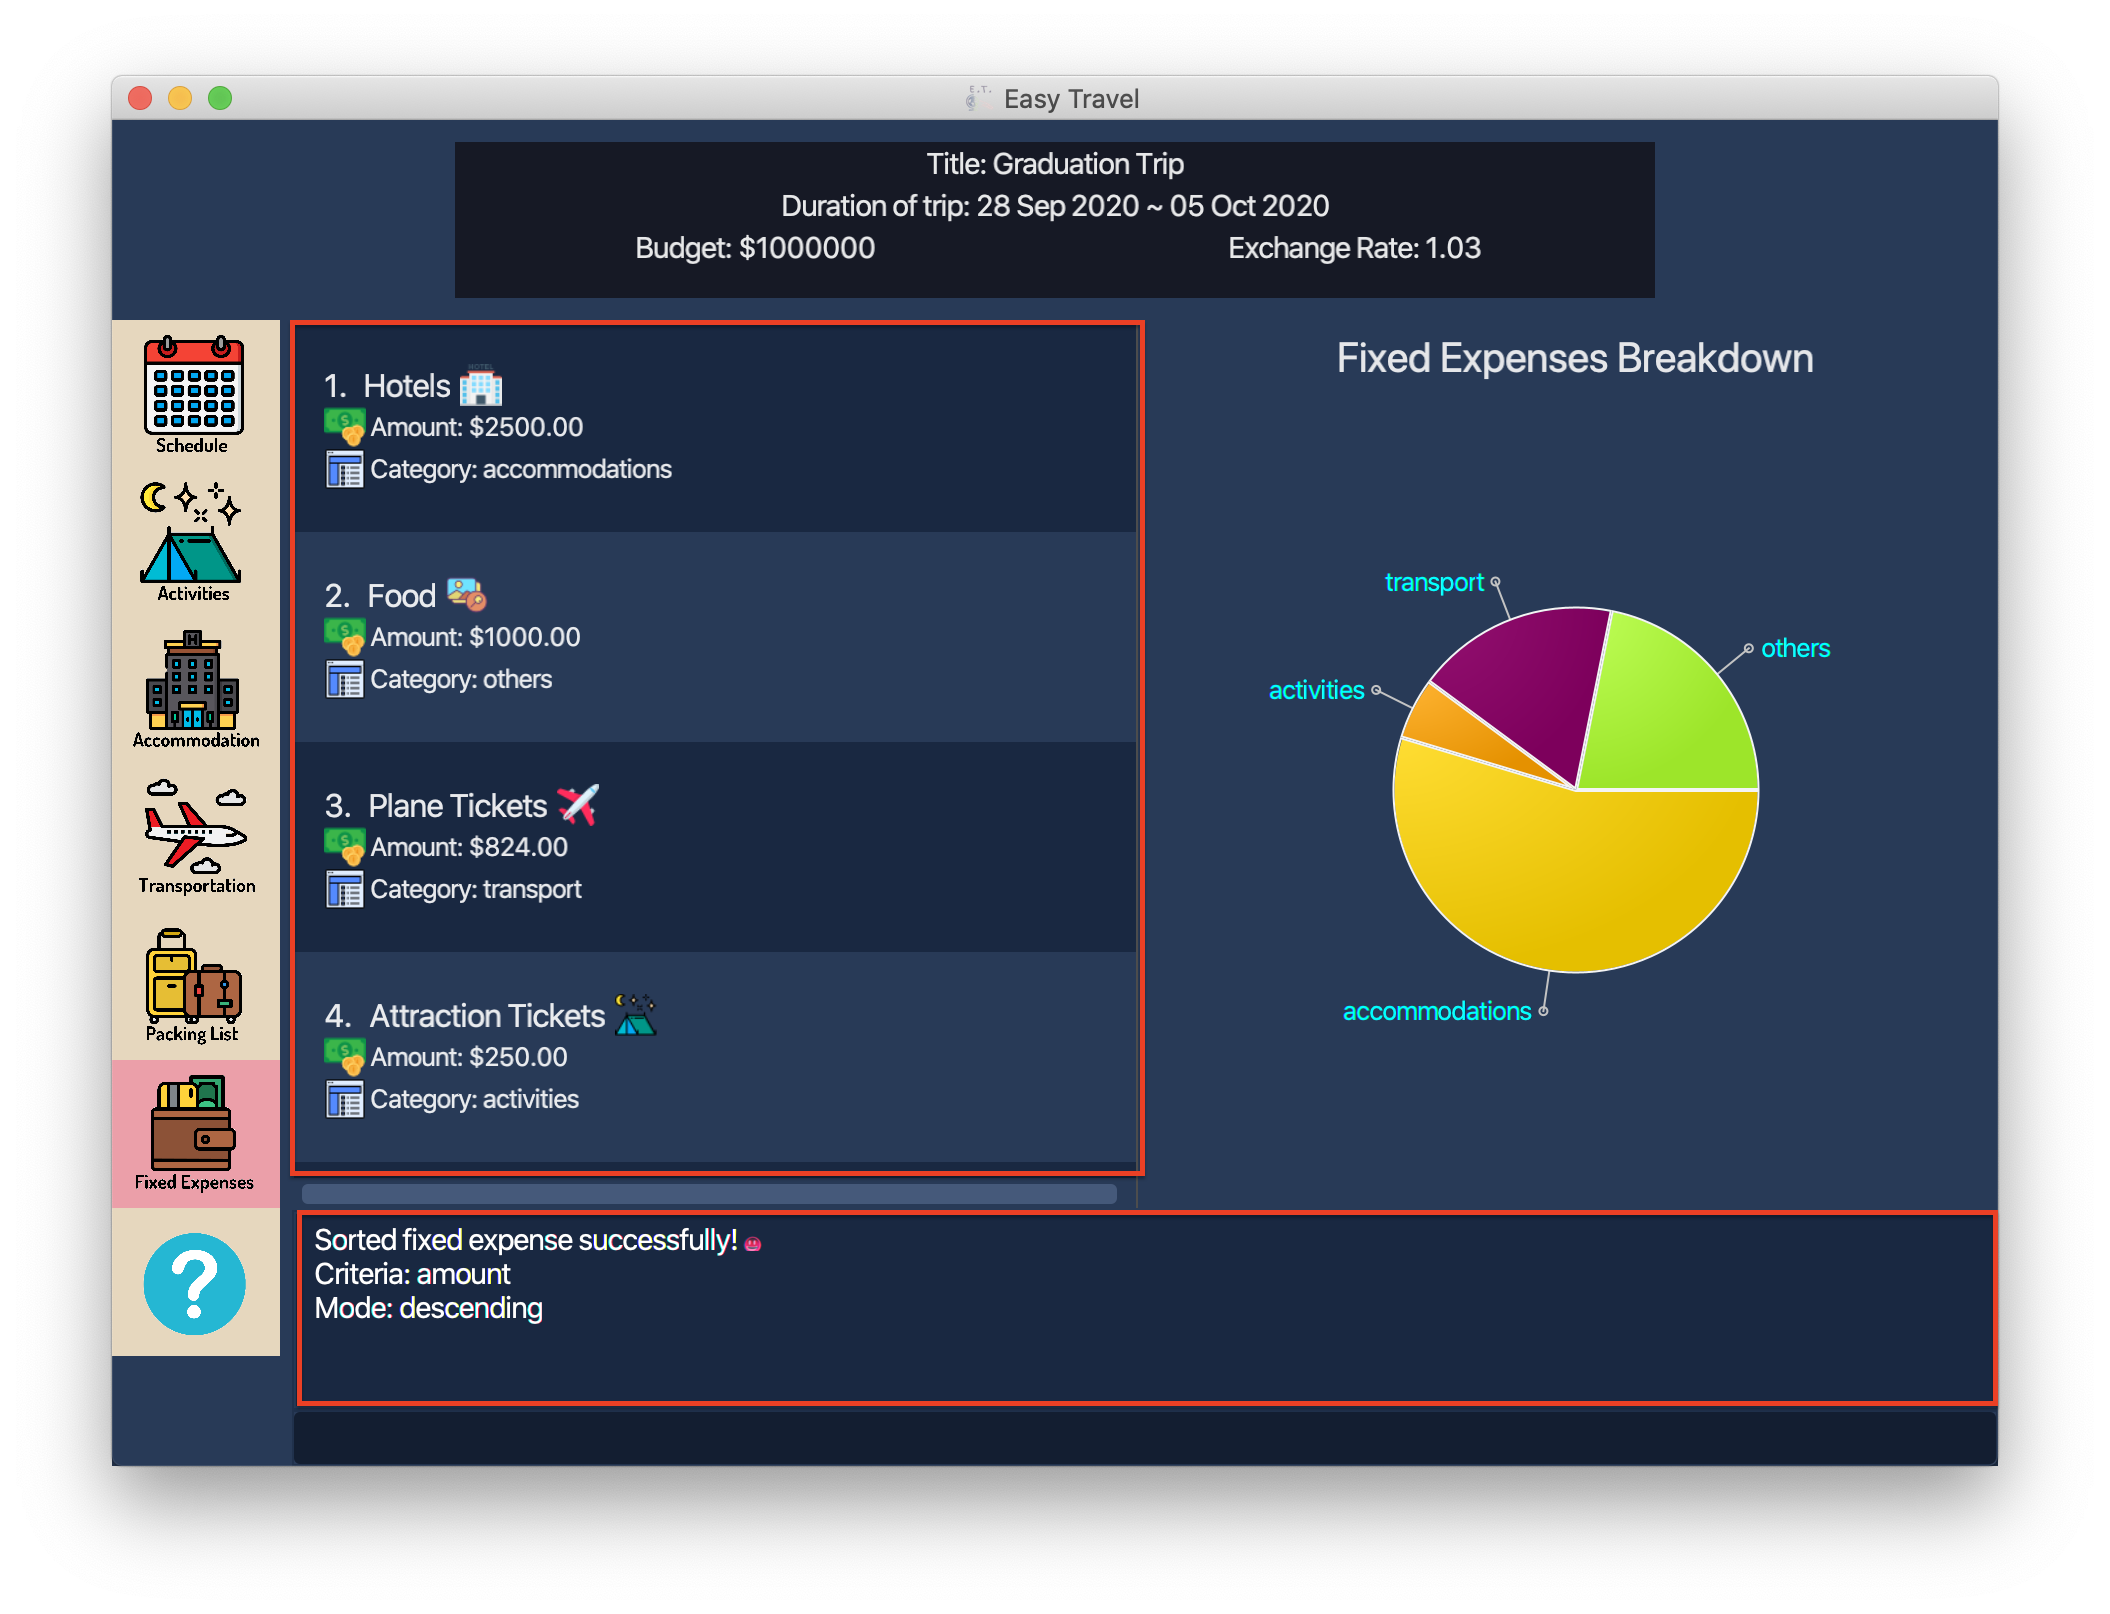 E.T.
Easy Travel
Title: Graduation Trip
Duration of trip: 28 Sep 2020 ~ 05 Oct 2020
Budget: $1000000
Exchange Rate: 1.03
Schedule
Activities
H
Accommodation
Transportation
Packing List
Fixed Expenses
?
1. Hotels
HOTEL
Amount: $2500.00
Category: accommodations
2. Food
Amount: $1000.00
Category: others
3. Plane Tickets
Amount: $824.00
Category: transport
4. Attraction Tickets
Amount: $250.00
Category: activities
Fixed Expenses Breakdown
transport
others
activities
accommodations
Sorted fixed expense successfully!
Criteria: amount
Mode: descending